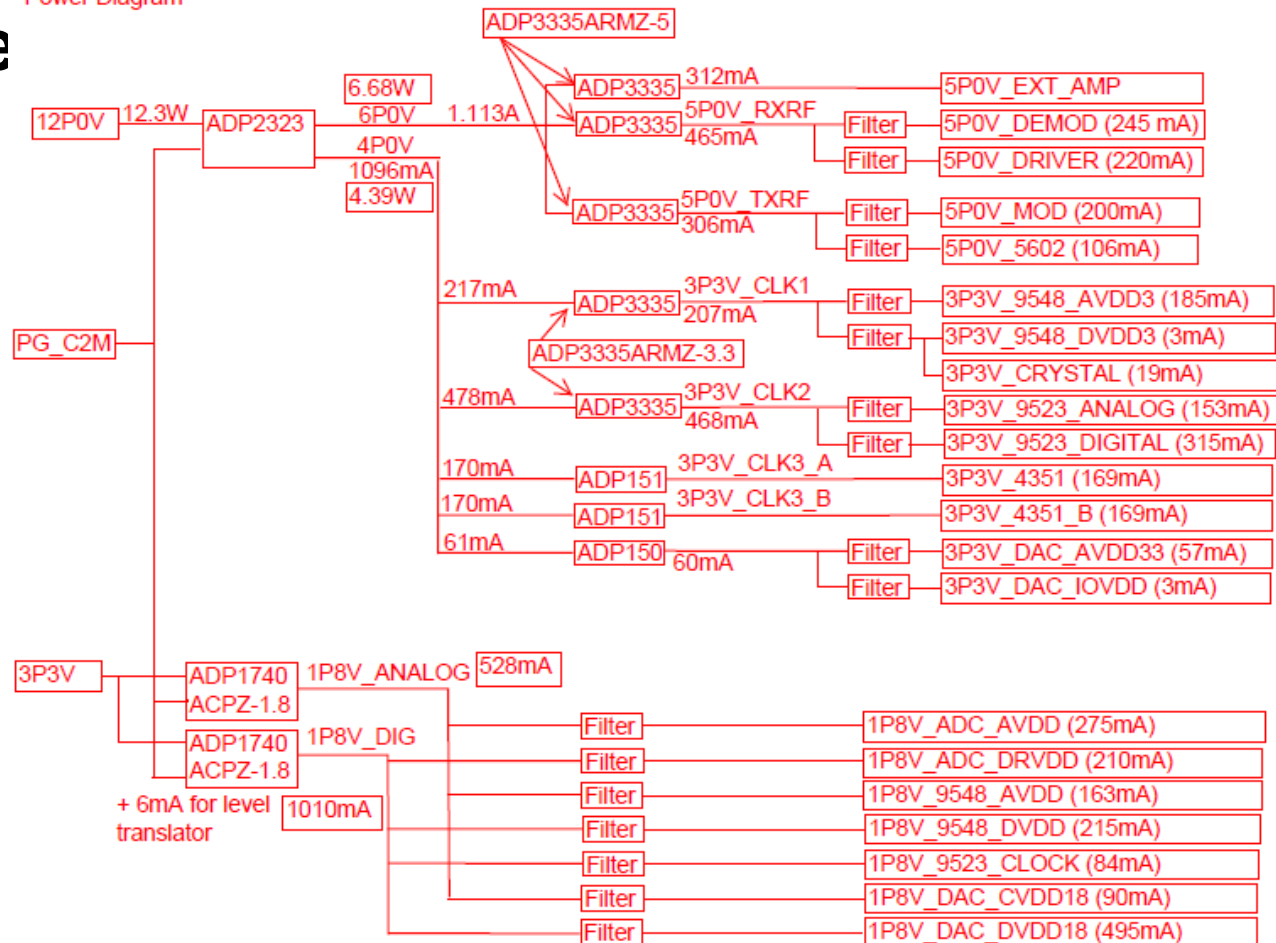 Power Diagram
e
ADP3335ARMZ-5
12P0V
12.3W
ADP2323
6.68W
6P0V
1.113A
4P0V
1096mA
4.39W
ADP3335
312mA
5P0V_EXT_AMP
ADP3335
5P0V_RXRF
465mA
Filter
5P0V_DEMOD (245 mA)
Filter
5P0V_DRIVER (220mA)
ADP3335
5P0V_TXRF
306mA
Filter
5P0V_MOD (200mA)
Filter
5P0V_5602 (106mA)
217mA
ADP3335
3P3V_CLK1
207mA
Filter
3P3V_9548_AVDD3 (185mA)
Filter
3P3V_9548_DVDD3 (3mA)
3P3V_CRYSTAL (19mA)
PG_C2M
ADP3335ARMZ-3.3
478mA
ADP3335
3P3V_CLK2
468mA
Filter
3P3V_9523_ANALOG (153mA)
Filter
3P3V_9523_DIGITAL (315mA)
170mA
ADP151
3P3V_CLK3_A
3P3V_4351 (169mA)
170mA
ADP151
3P3V_CLK3_B
3P3V_4351_B (169mA)
61mA
ADP150
60mA
Filter
3P3V_DAC_AVDD33 (57mA)
Filter
3P3V_DAC_IOVDD (3mA)
3P3V
ADP1740
ACPZ-1.8
1P8V_ANALOG
528mA
ADP1740
ACPZ-1.8
1P8V_DIG
+ 6mA for level
translator
1010mA
Filter
1P8V_ADC_AVDD (275mA)
Filter
1P8V_ADC_DRVDD (210mA)
Filter
1P8V_9548_AVDD (163mA)
Filter
1P8V_9548_DVDD (215mA)
Filter
1P8V_9523_CLOCK (84mA)
Filter
1P8V_DAC_CVDD18 (90mA)
Filter
1P8V_DAC_DVDD18 (495mA)